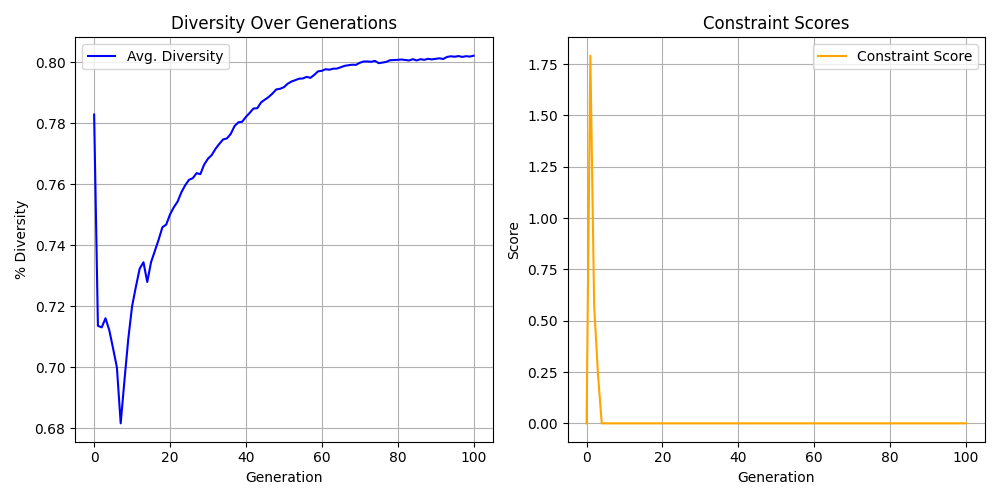 Diversity Over Generations
Avg. Diversity
% Diversity
0.80
0.78
0.76
0.74
0.72
0.70
0.68
0 20 40 60 80 100
Generation
Constraint Scores
Constraint Score
Score
1.75
1.50
1.25
1.00
0.75
0.50
0.25
0.00
0 20 40 60 80 100
Generation